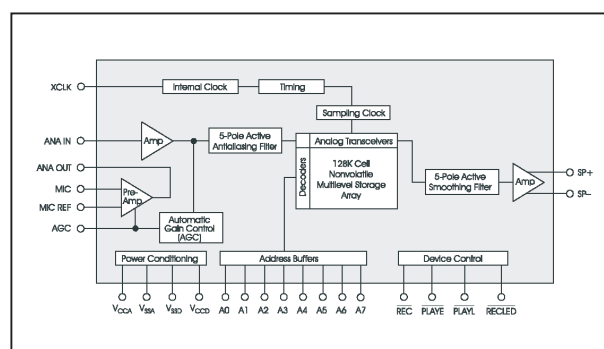 XCLK
Internal Clock
Timing
Sampling Clock
ANA IN
Amp
5-Pole Active
Antialiasing Filter
Decoders
Analog Transceivers
128K Cell
Nonvolatile
Multilevel Storage
Array
5-Pole Active
Smoothing Filter
Amp
SP+
SP–
ANA OUT
MIC
MIC REF
Pre-
Amp
AGC
Automatic
Gain Control
(AGC)
Power Conditioning
Address Buffers
Device Control
VCCA VSSA VSSD VCCD
A0 A1 A2 A3 A4 A5 A6 A7
REC PLAYE PLAYL RECLED